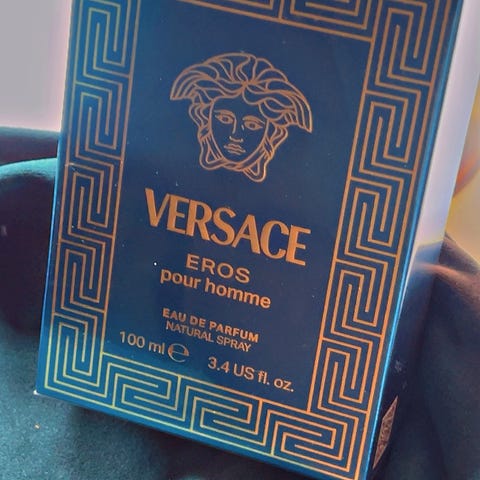 VERSACE
EROS
pour homme
EAU DE PARFUM
NATURAL SPRAY
100 ml ℮ 3.4 US fl. oz.